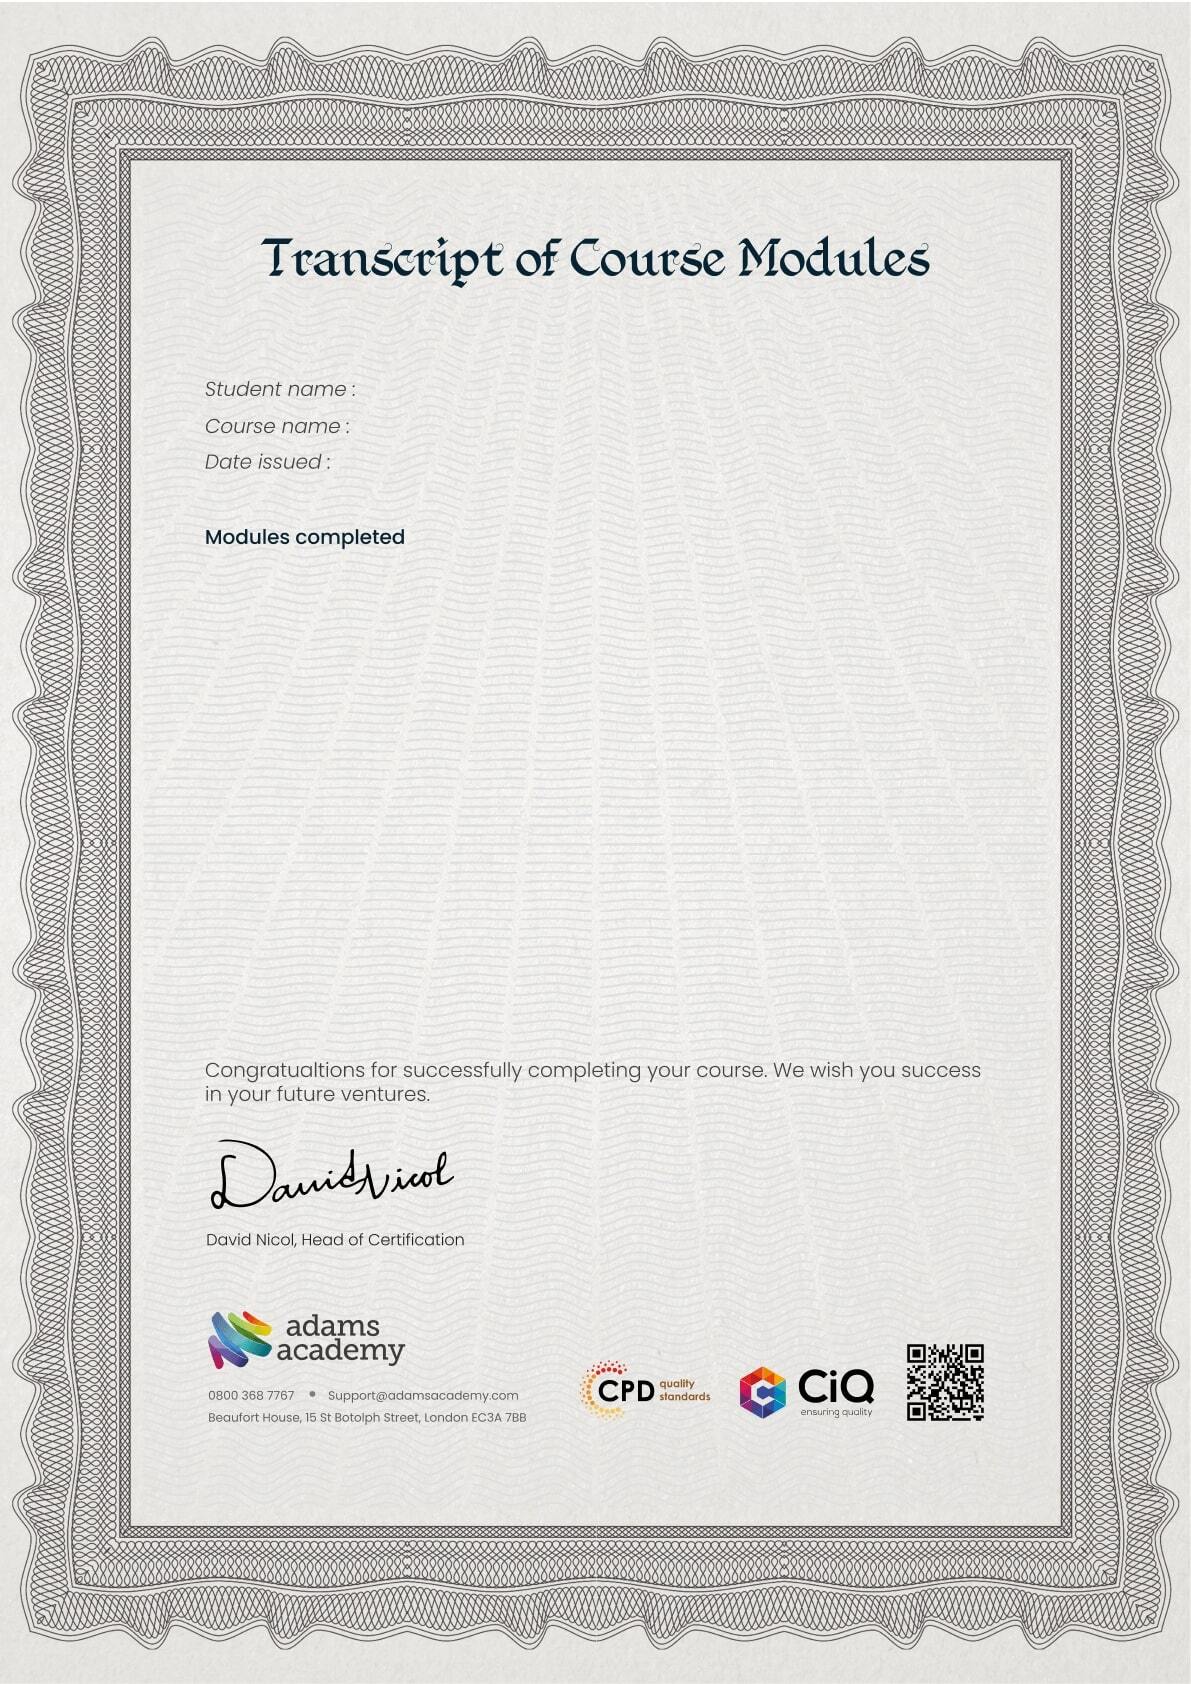 Transcript of Course Modules
Student name :
Course name :
Date issued :
Modules completed
Congratualtions for successfully completing your course. We wish you success
in your future ventures.
David Nicol
David Nicol, Head of Certification
adams
academy
0800 368 7767 • Support@adamsacademy.com
Beaufort House, 15 St Botolph Street, London EC3A 7BB
CPD quality
standards
CiQ
ensuring quality